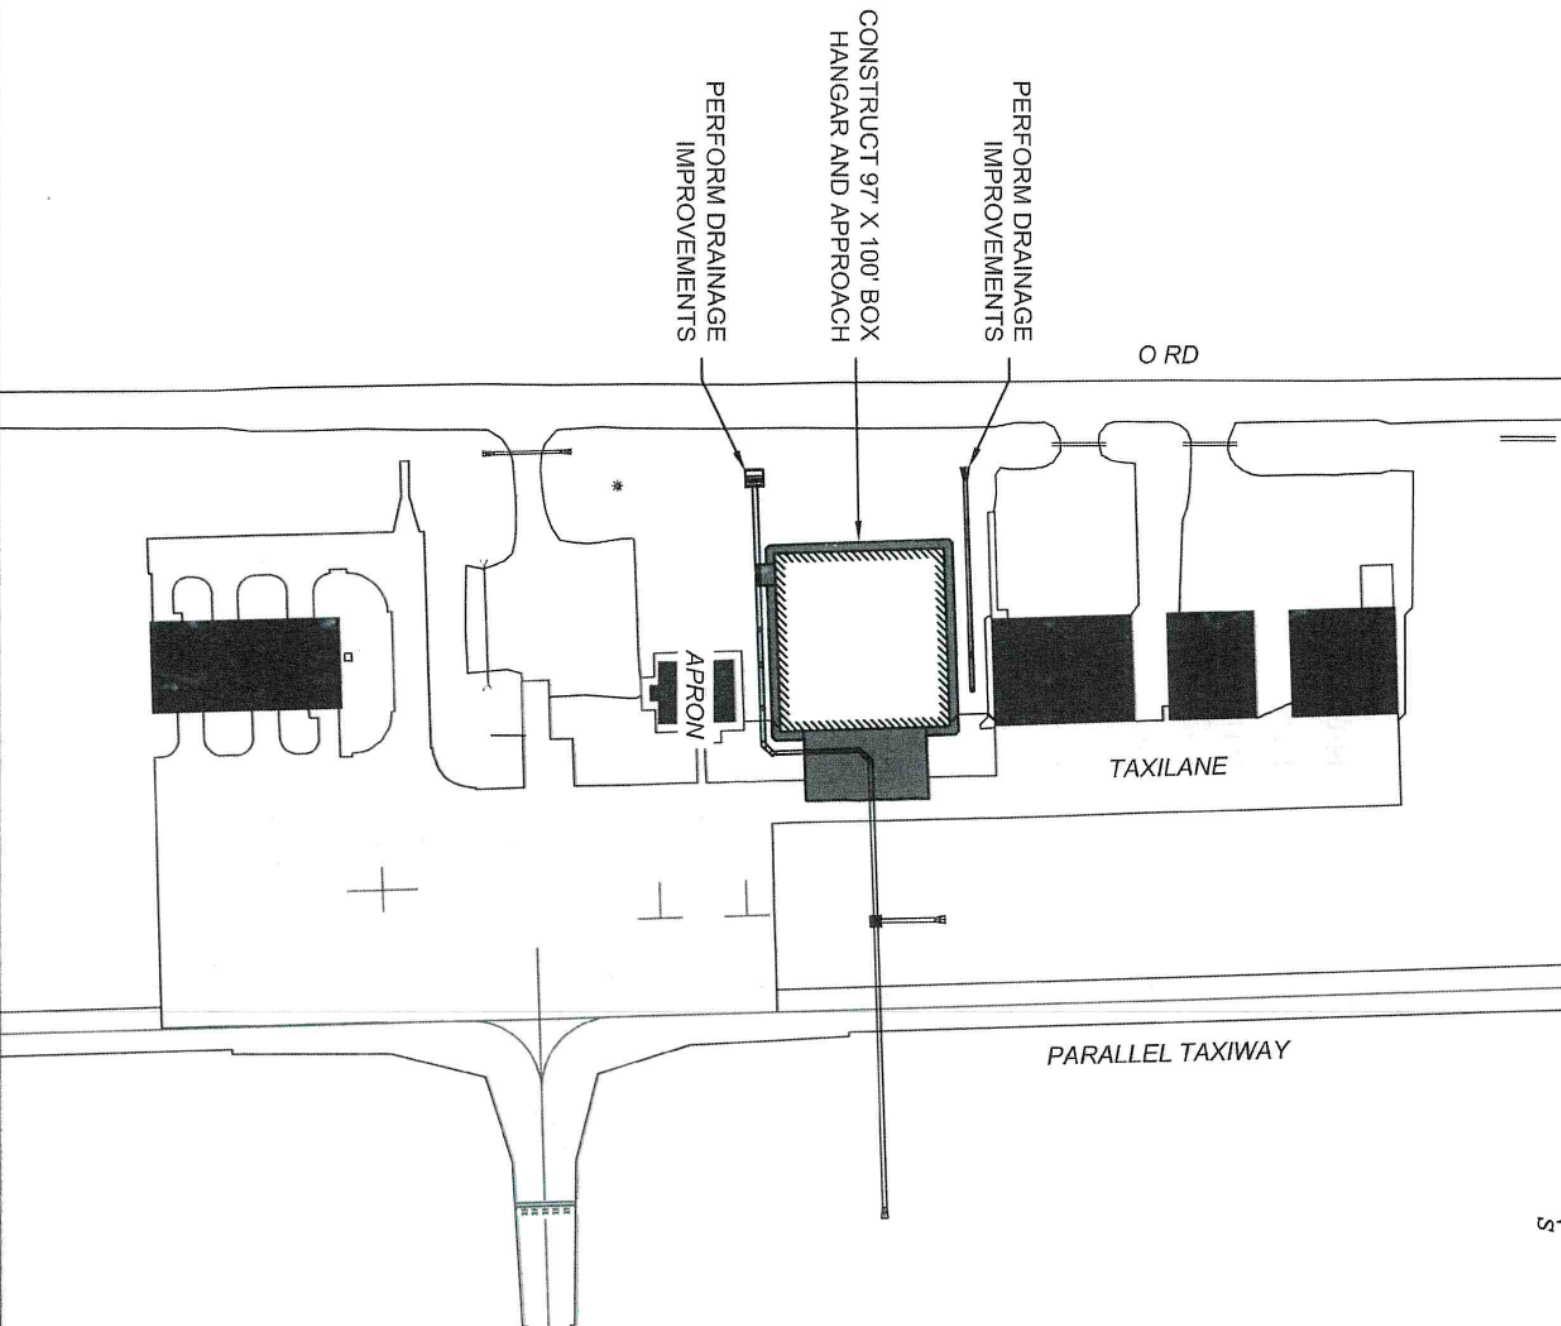 CONSTRUCT 97' X 100' BOX
HANGAR AND APPROACH
PERFORM DRAINAGE
IMPROVEMENTS
PERFORM DRAINAGE
IMPROVEMENTS
O RD
APRON
TAXILANE
PARALLEL TAXIWAY
S